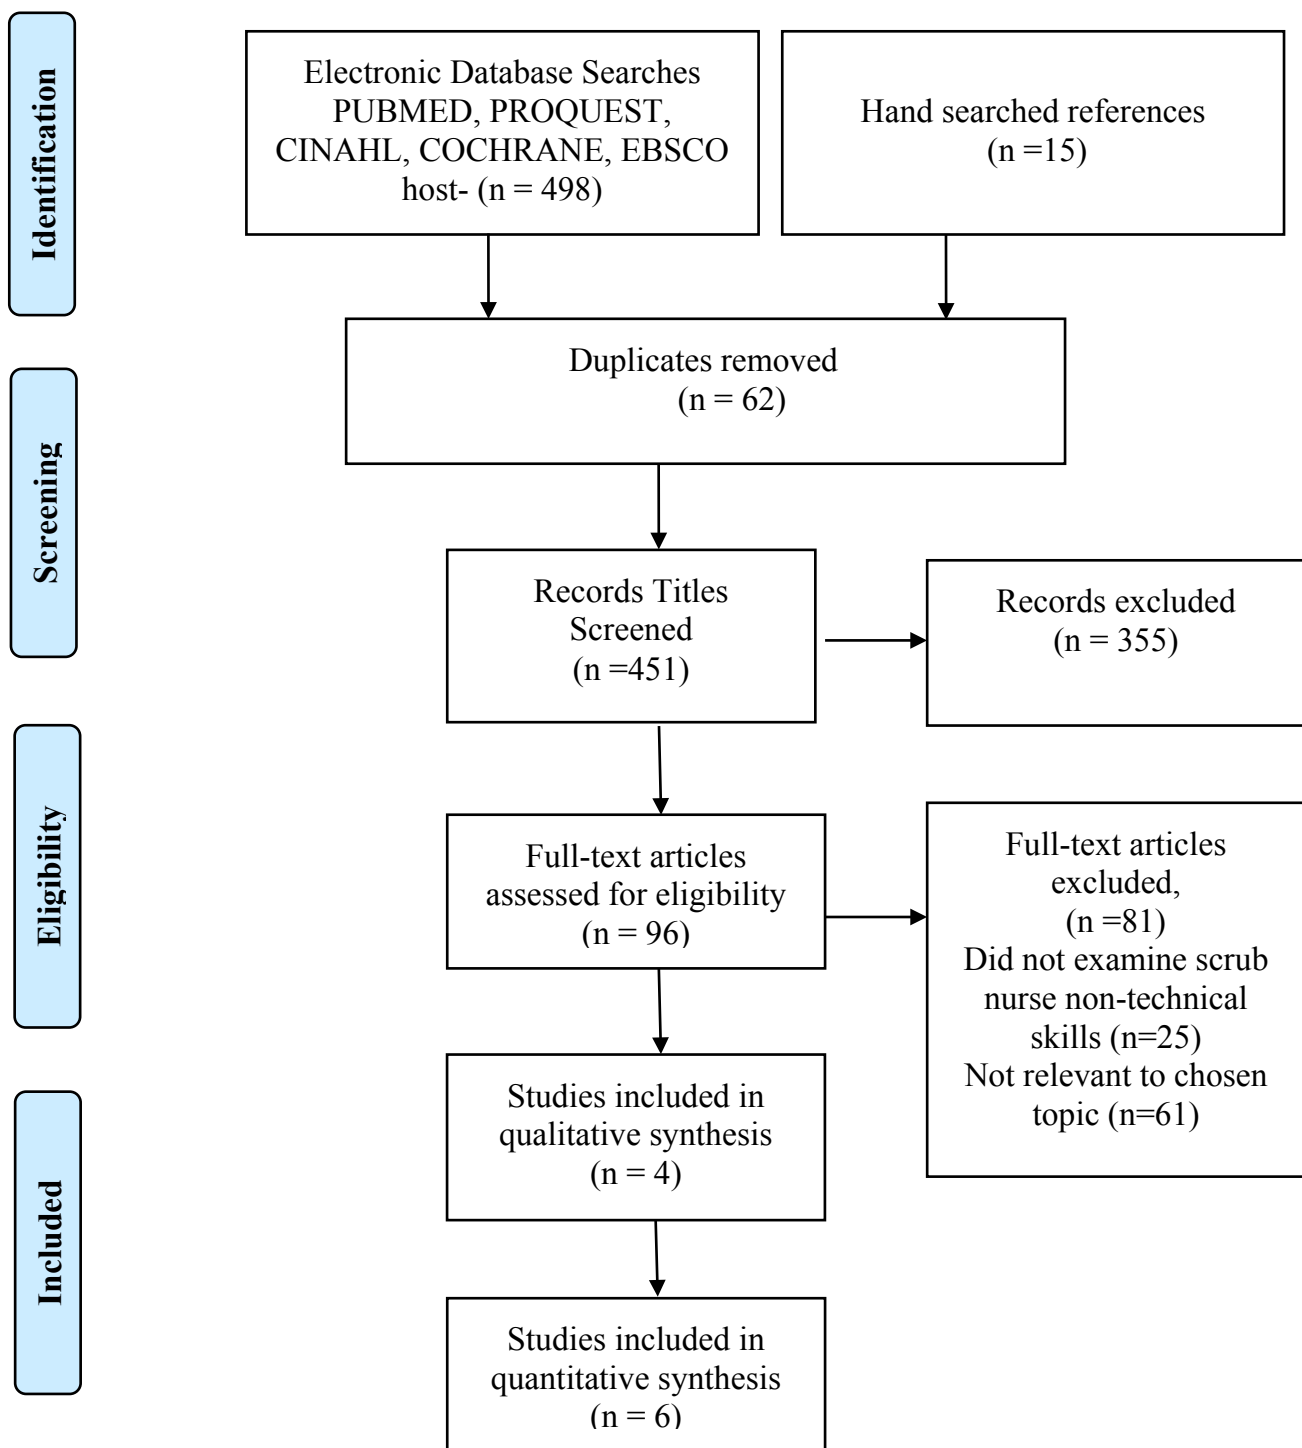 Identification
Electronic Database Searches
PUBMED, PROQUEST,
CINAHL, COCHRANE, EBSCO
host- (n = 498)
Hand searched references
(n =15)
Duplicates removed
(n = 62)
Screening
Records Titles
Screened
(n =451)
Records excluded
(n = 355)
Eligibility
Full-text articles
assessed for eligibility
(n = 96)
Full-text articles
excluded,
(n =81)
Did not examine scrub
nurse non-technical
skills (n=25)
Not relevant to chosen
topic (n=61)
Included
Studies included in
qualitative synthesis
(n = 4)
Studies included in
quantitative synthesis
(n = 6)